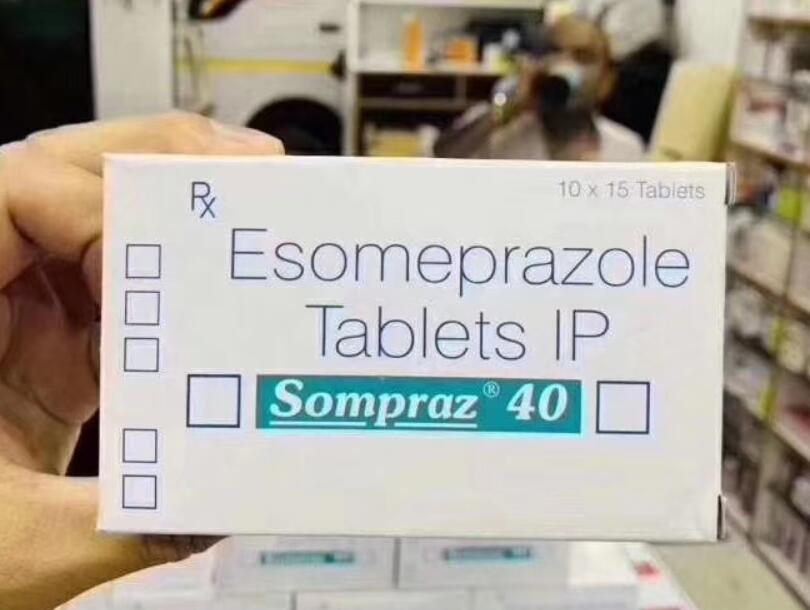 Rx
10 x 15 Tablets
Esomeprazole
Tablets IP
Sompraz® 40